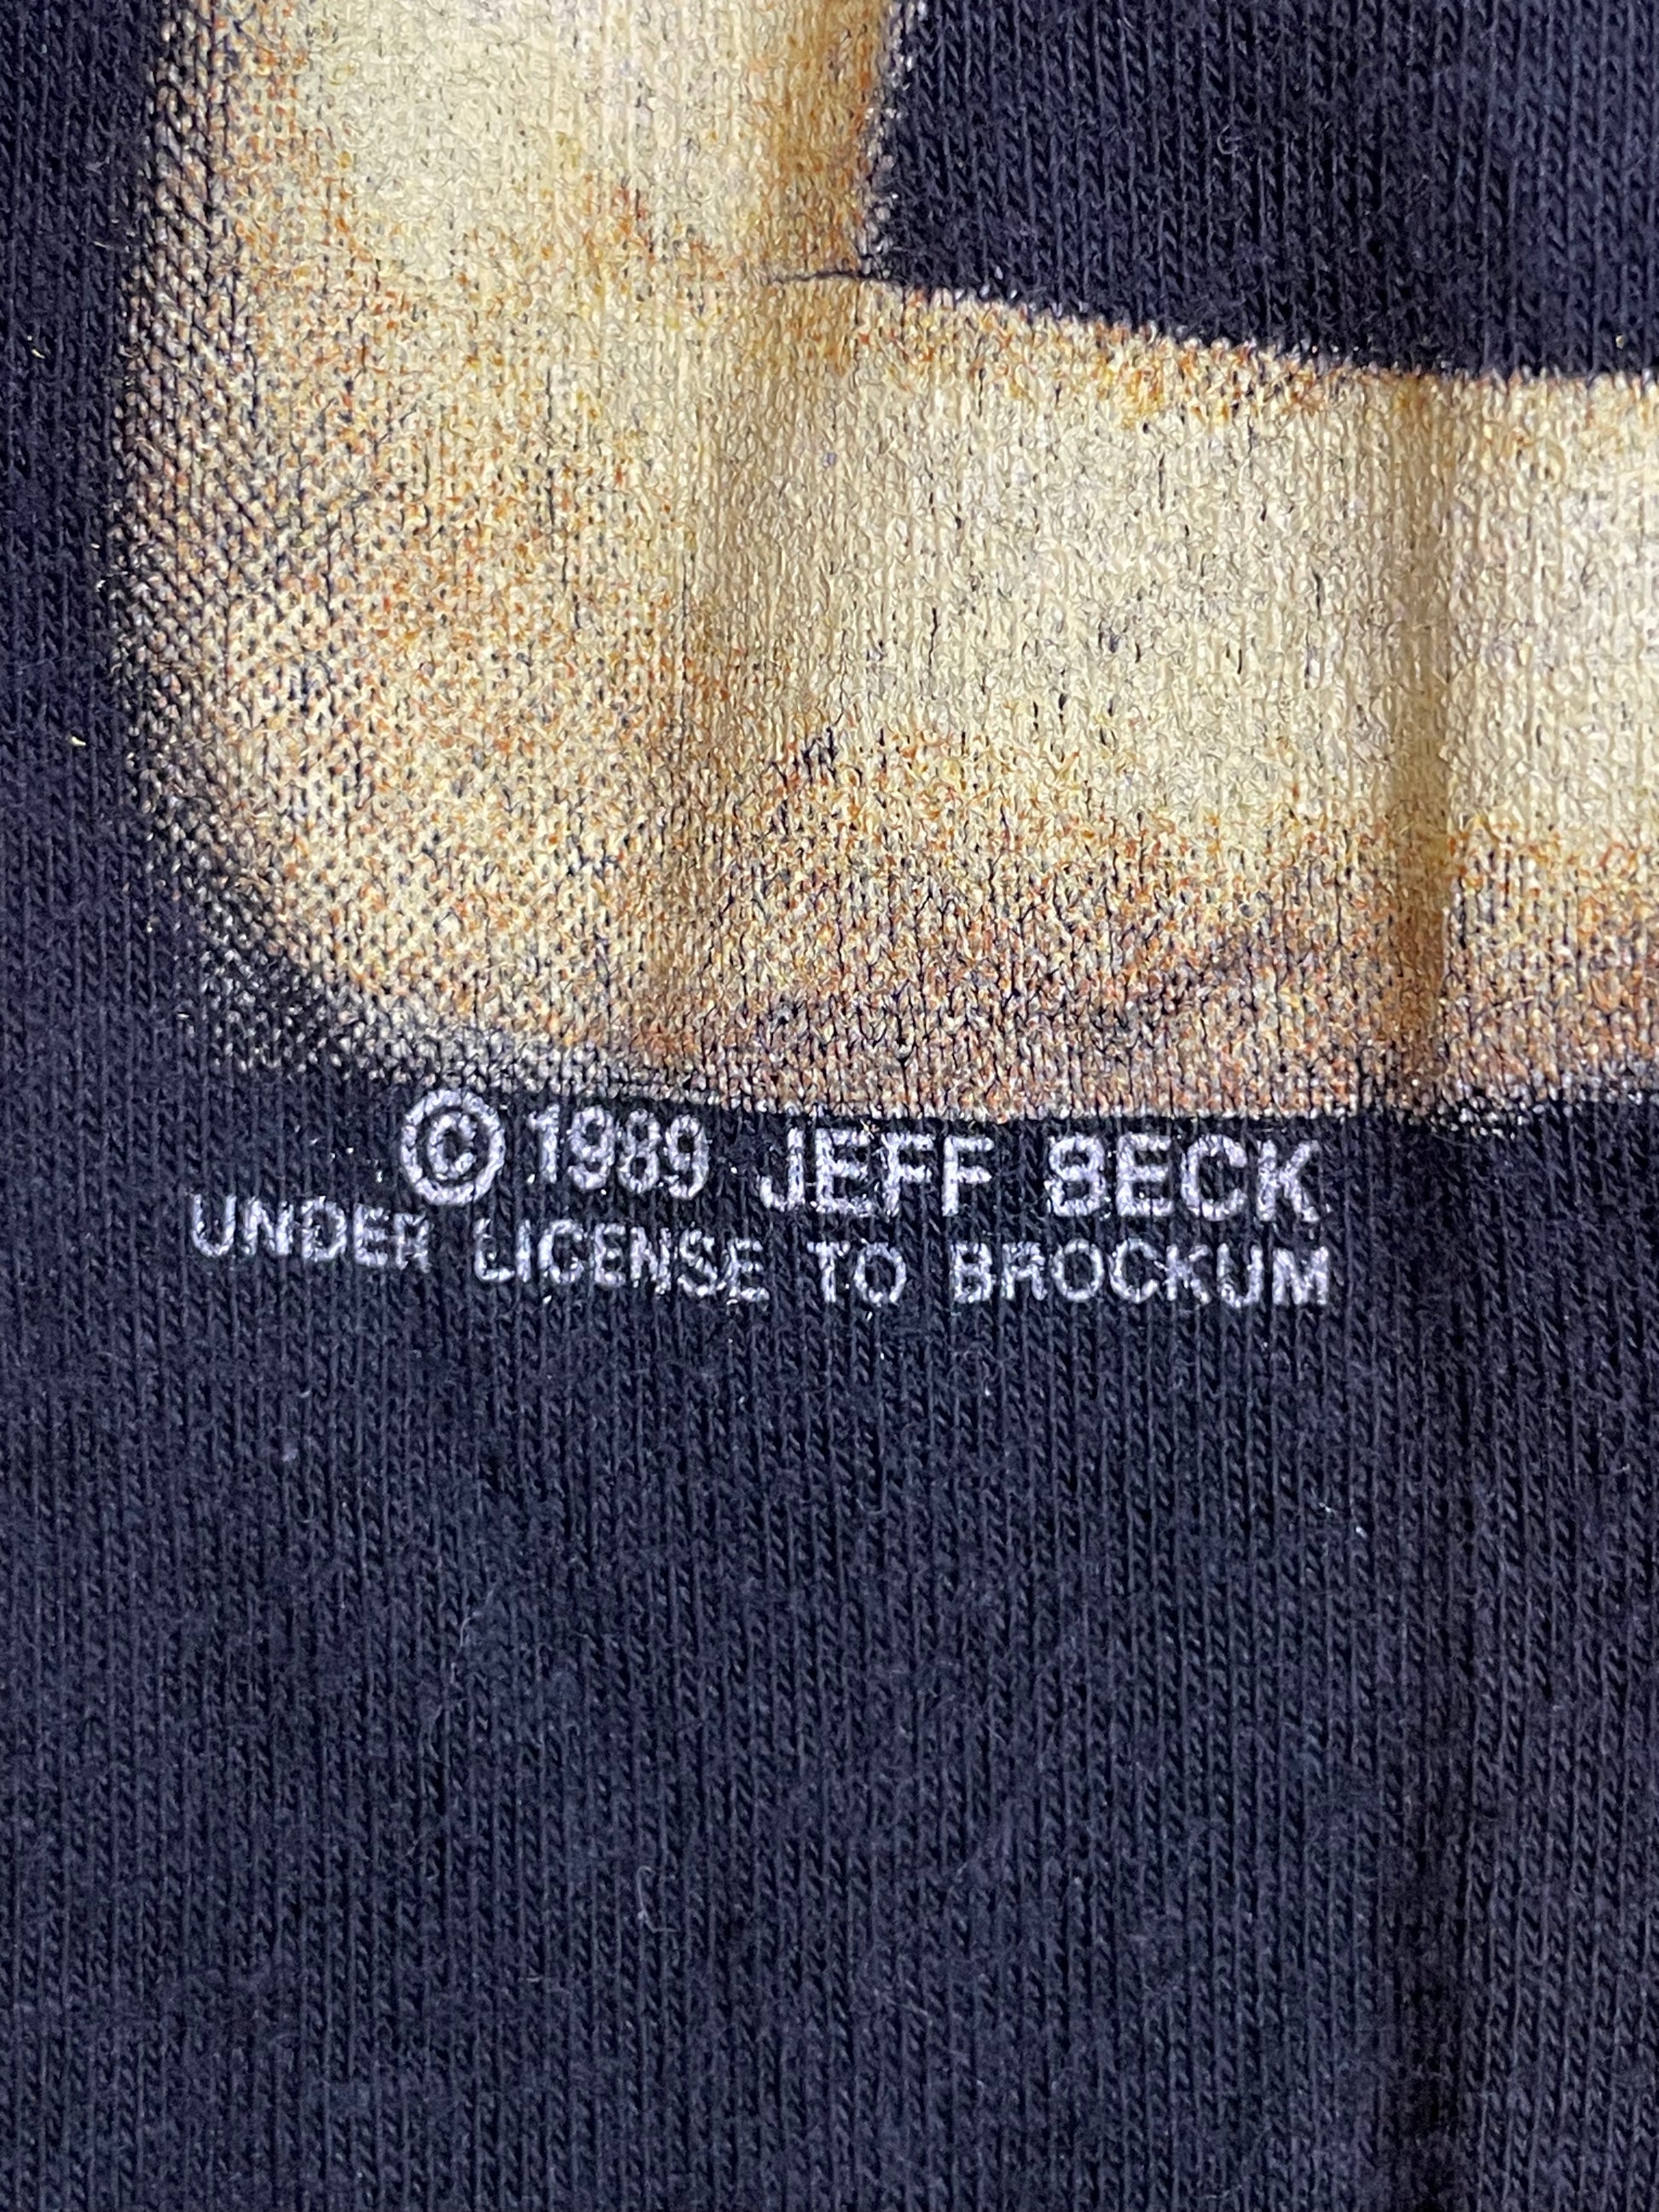 ©1989 JEFF BECK
UNDER LICENSE TO BROCKUM